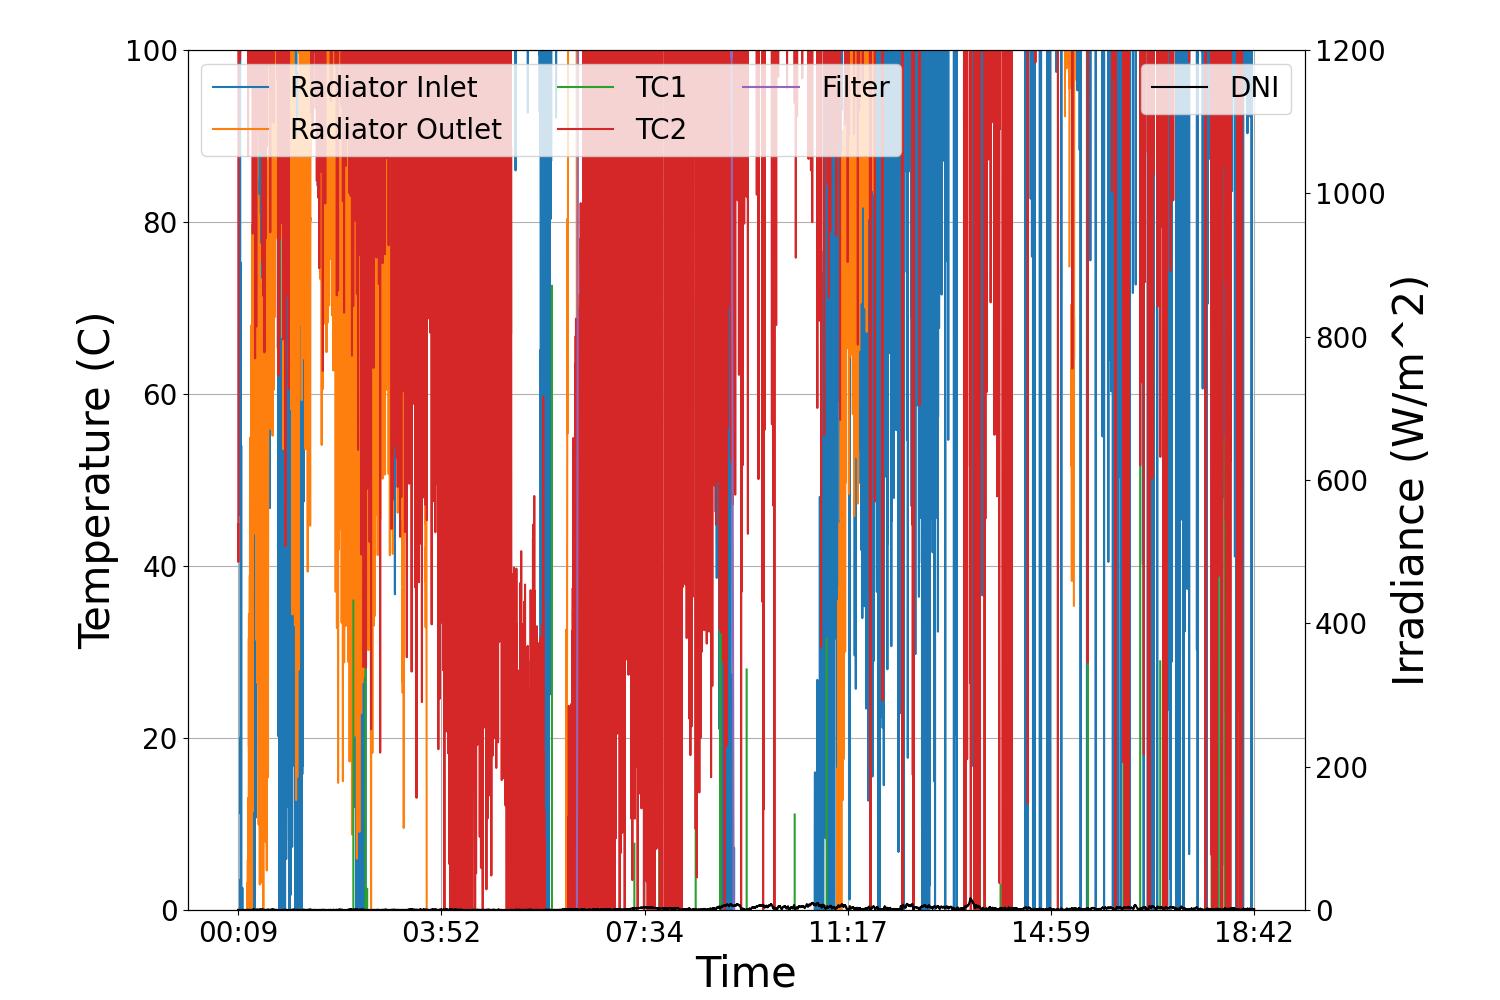 100
80
60
40
20
0
Temperature (C)
Radiator Inlet
Radiator Outlet
TC1
TC2
Filter
DNI
1200
1000
800
600
400
200
0
Irradiance (W/m^2)
00:09 03:52 07:34 11:17 14:59 18:42
Time